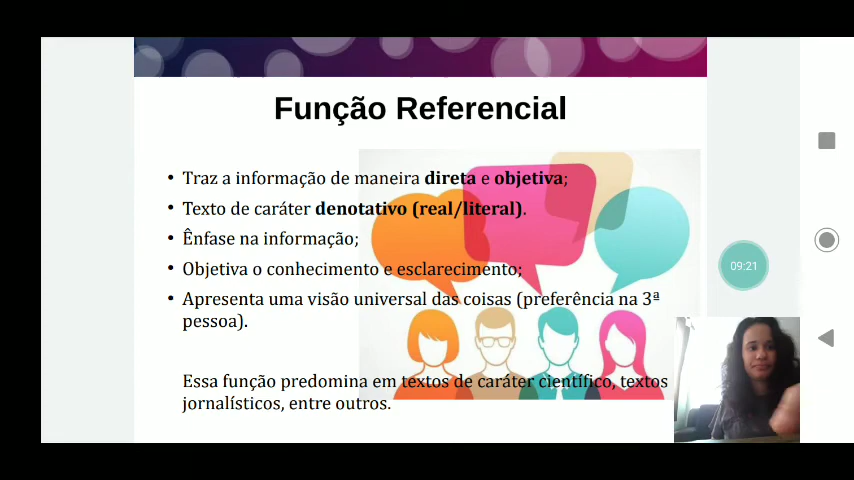 Função Referencial
• Traz a informação de maneira direta e objetiva;
• Texto de caráter denotativo (real/literal).
• Ênfase na informação;
• Objetiva o conhecimento e esclarecimento;
• Apresenta uma visão universal das coisas (preferência na 3ª
pessoa).
09:21
Essa função predomina em textos de caráter científico, textos
jornalísticos, entre outros.